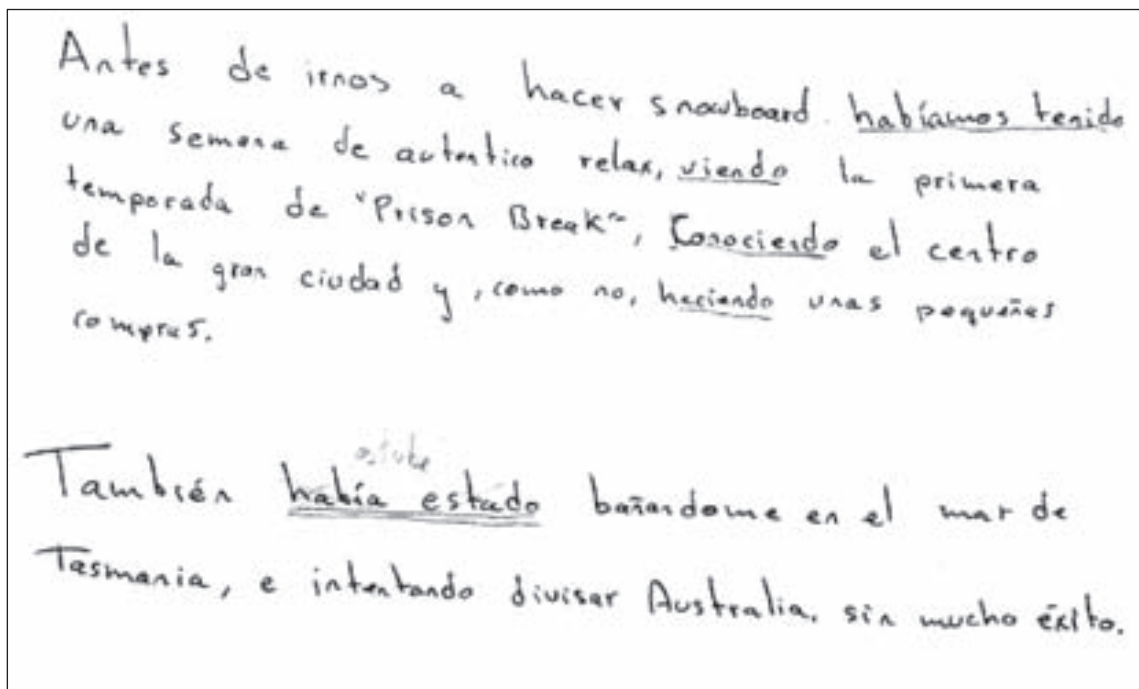 Antes de irnos a hacer snowboard. habíamos tenido
una semana de autentico relax, viendo la primera
temporada de "Prison Break", Conociendo el centro
de la gran ciudad y, como no, haciendo unas pequeñas
compras.
También había estado bañandome en el mar de
Tasmania, e intentando divisar Australia, sin mucho éxito.